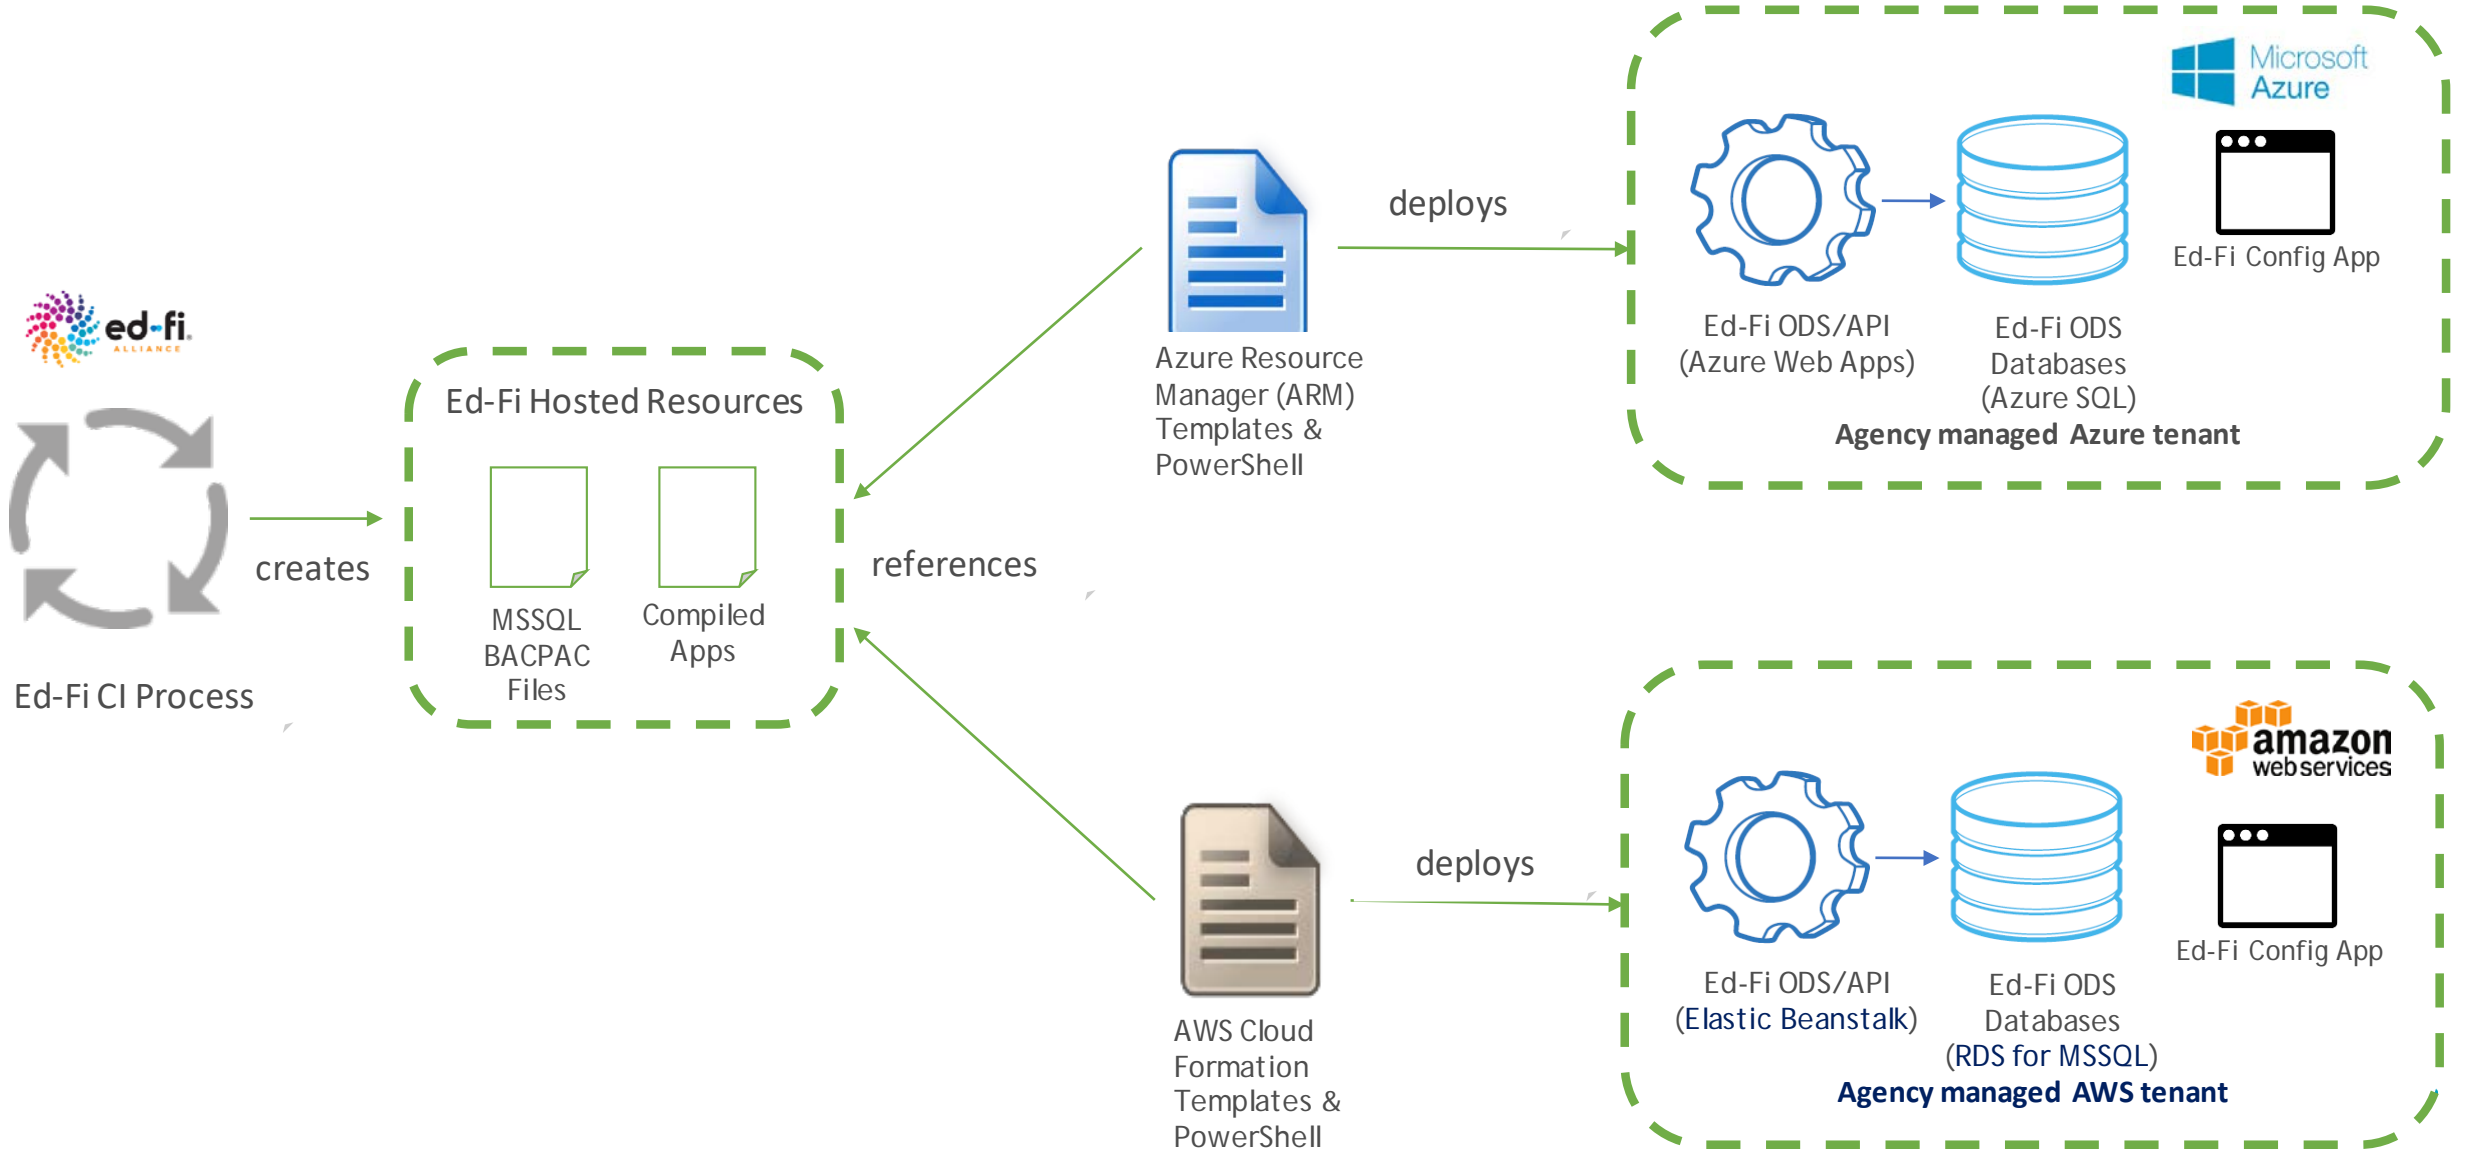 ed-fi.
ALLIANCE
Ed-Fi CI Process
creates
Ed-Fi Hosted Resources
MSSQL
BACPAC
Files
Compiled
Apps
references
Azure Resource
Manager (ARM)
Templates &
PowerShell
deploys
Microsoft
Azure
Ed-Fi Config App
Ed-Fi ODS/API
(Azure Web Apps)
Ed-Fi ODS
Databases
(Azure SQL)
Agency managed Azure tenant
AWS Cloud
Formation
Templates &
PowerShell
deploys
amazon
webservices
Ed-Fi Config App
Ed-Fi ODS/API
(Elastic Beanstalk)
Ed-Fi ODS
Databases
(RDS for MSSQL)
Agency managed AWS tenant